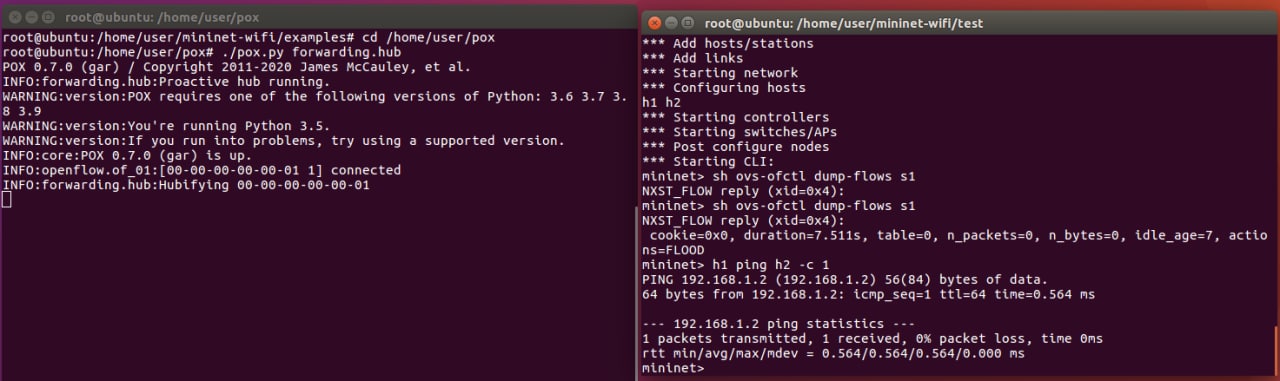 root@ubuntu: /home/user/pox
root@ubuntu:/home/user/mininet-wifi/examples# cd /home/user/pox
root@ubuntu:/home/user/pox# ./pox.py forwarding.hub
POX 0.7.0 (gar) / Copyright 2011-2020 James McCauley, et al.
INFO:forwarding.hub:Proactive hub running.
WARNING:version:POX requires one of the following versions of Python: 3.6 3.7 3.
8 3.9
WARNING:version:You're running Python 3.5.
WARNING:version:If you run into problems, try using a supported version.
INFO:core:POX 0.7.0 (gar) is up.
INFO:openflow.of_01:[00-00-00-00-00-01 1] connected
INFO:forwarding.hub:Hubifying 00-00-00-00-00-01
root@ubuntu: /home/user/mininet-wifi/test
*** Add hosts/stations
*** Add links
*** Starting network
*** Configuring hosts
h1 h2
*** Starting controllers
*** Starting switches/APs
*** Post configure nodes
*** Starting CLI:
mininet> sh ovs-ofctl dump-flows s1
NXST_FLOW reply (xid=0x4):
mininet> sh ovs-ofctl dump-flows s1
NXST_FLOW reply (xid=0x4):
 cookie=0x0, duration=7.511s, table=0, n_packets=0, n_bytes=0, idle_age=7, actio
ns=FLOOD
mininet> h1 ping h2 -c 1
PING 192.168.1.2 (192.168.1.2) 56(84) bytes of data.
64 bytes from 192.168.1.2: icmp_seq=1 ttl=64 time=0.564 ms
--- 192.168.1.2 ping statistics ---
1 packets transmitted, 1 received, 0% packet loss, time 0ms
rtt min/avg/max/mdev = 0.564/0.564/0.564/0.000 ms
mininet>